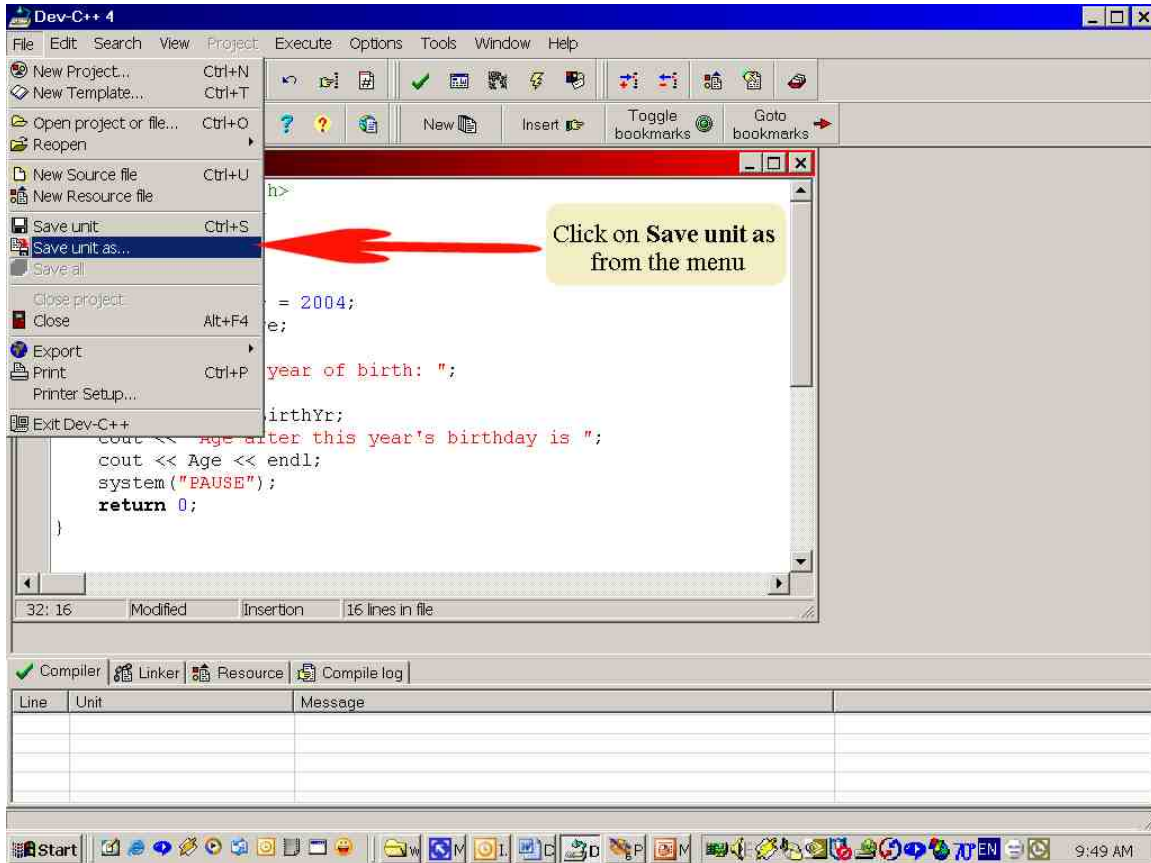 Dev-C++ 4
File Edit Search View Project Execute Options Tools Window Help
New Project... Ctrl+N
New Template... Ctrl+T
Open project or file... Ctrl+O
Reopen
New Source file Ctrl+U
New Resource file
Save unit Ctrl+S
Save unit as...
Save all
Close project
Close Alt+F4
Export
Print Ctrl+P
Printer Setup...
Exit Dev-C++
New Insert Toggle bookmarks Goto bookmarks
h>
Click on Save unit as
from the menu
= 2004;
e;
year of birth: ";
irthYr;
cout << "Age after this year's birthday is ";
cout << Age << endl;
system("PAUSE");
return 0;
}
32: 16 Modified Insertion 16 lines in file
Compiler Linker Resource Compile log
Line Unit Message
Start W M I. D D P M EN 9:49 AM